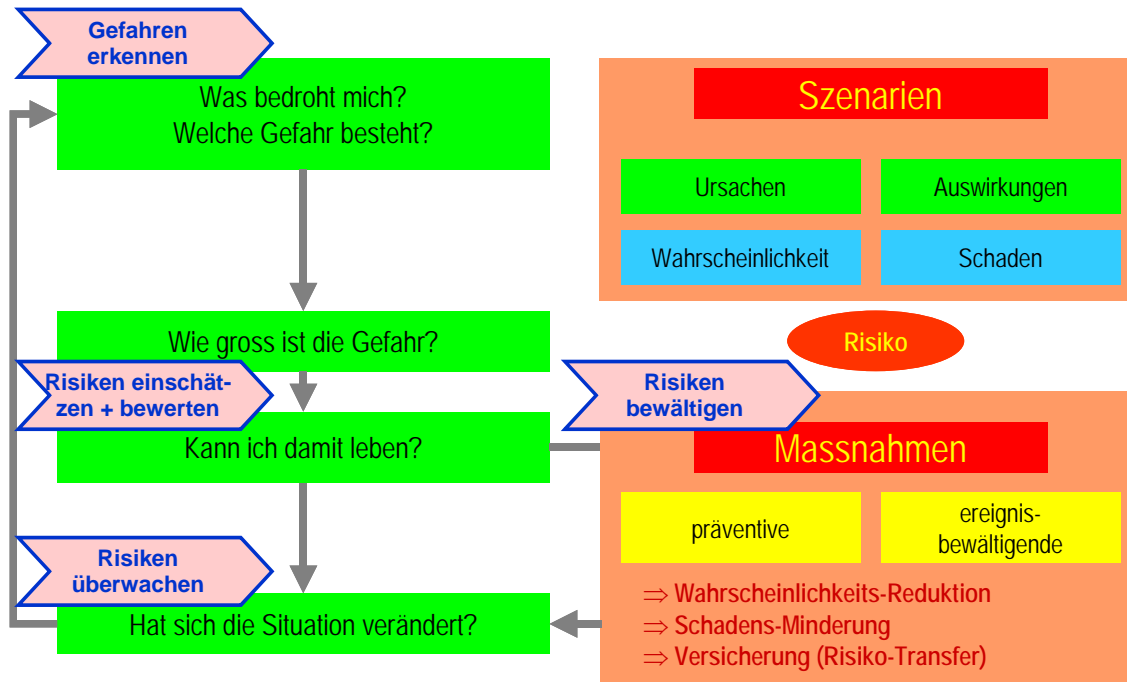 Gefahren
erkennen
Was bedroht mich?
Welche Gefahr besteht?
Wie gross ist die Gefahr?
Risiken einschät-
zen + bewerten
Kann ich damit leben?
Risiken
überwachen
Hat sich die Situation verändert?
Szenarien
Ursachen
Auswirkungen
Wahrscheinlichkeit
Schaden
Risiko
Risiken
bewältigen
Massnahmen
präventive
ereignis-
bewältigende
⇒ Wahrscheinlichkeits-Reduktion
⇒ Schadens-Minderung
⇒ Versicherung (Risiko-Transfer)